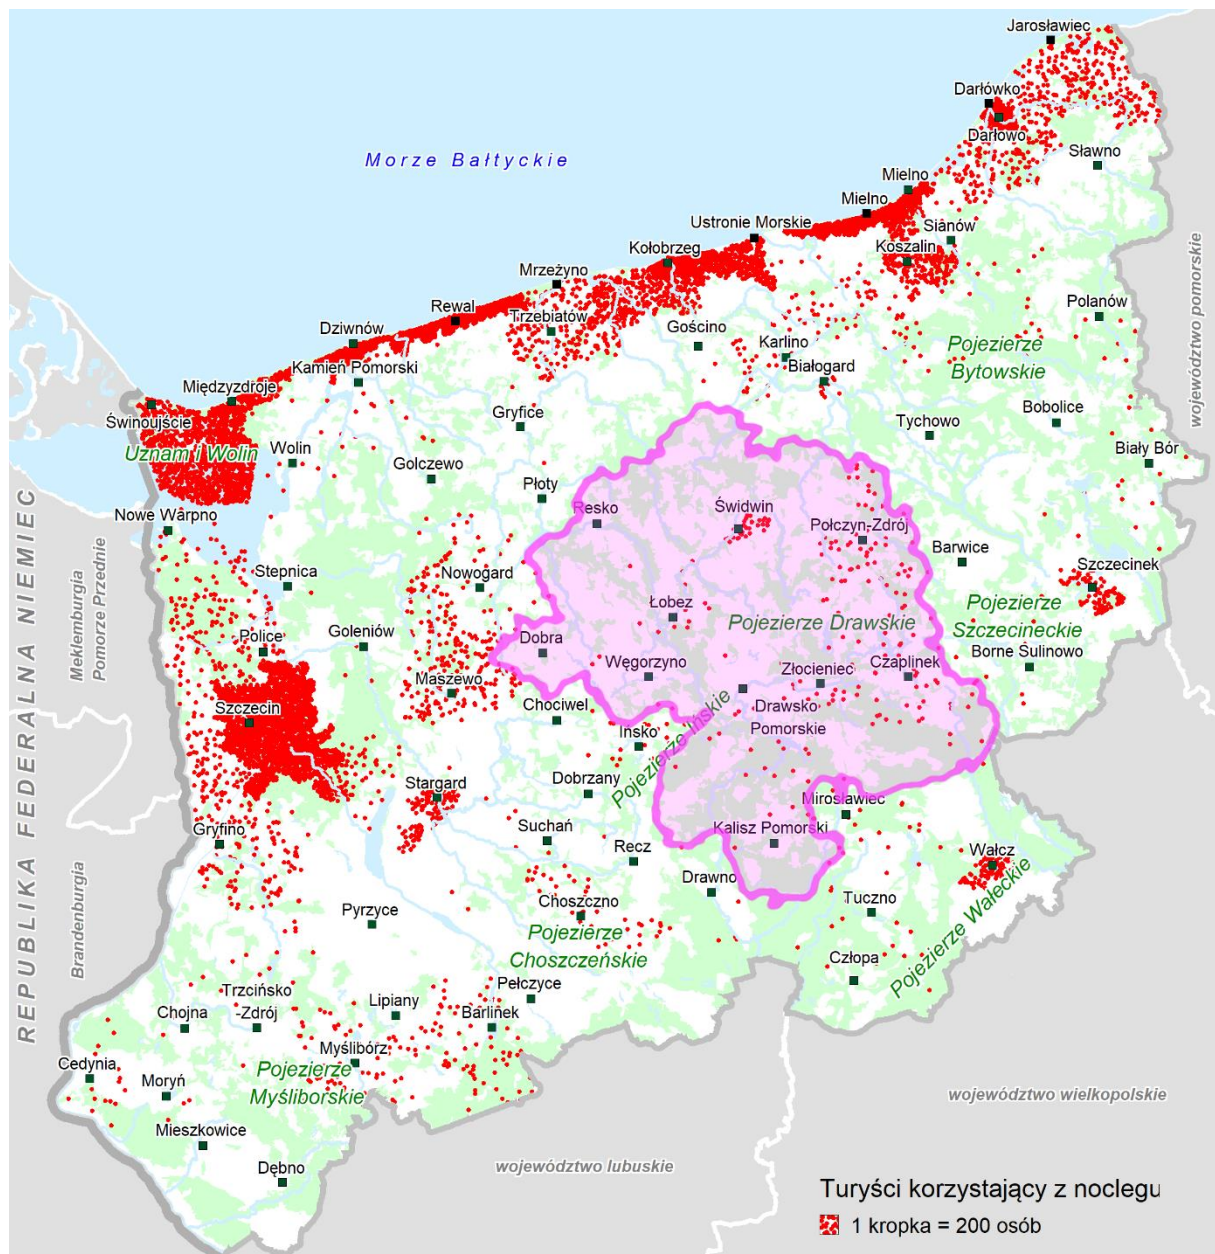 Jarosławiec
Darłówko
Darłowo
Sławno
Morze Bałtyckie
Mielno
Mielno
Ustronie Morskie
Sianów
Koszalin
Kołobrzeg
Mrzeżyno
Rewal
Trzebiatów
Dziwnów
Polanów
Gościno
Karlino
Pojezierze
Bytowskie
Kamień Pomorski
Białogard
Międzyzdroje
Świnoujście
Gryfice
Tychowo
Bobolice
Uznam i Wolin
Wolin
Golczewo
Biały Bór
Płoty
Resko
Świdwin
Połczyn-Zdrój
Nowe Warpno
Barwice
Szczecinek
Stepnica
Nowogard
Łobez
Pojezierze Drawskie
Pojezierze
Szczecineckie
Police
Goleniów
Dobra
Węgorzyno
Złocieniec
Czaplinek
Borne Sulinowo
Maszewo
Szczecin
Chociwel
Drawsko
Pomorskie
Insko
Pojezierze Ińskie
Stargard
Dobrzany
Mirosławiec
Gryfino
Suchań
Recz
Kalisz Pomorski
Wałcz
Drawno
Choszczno
Tuczno
Pyrzyce
Pojezierze
Choszczeńskie
Pojezierze Wałeckie
Człopa
Pełczyce
Trzcińsko
-Zdrój
Lipiany
Barlinek
Chojna
Myślibórz
Cedynia
Moryń
Pojezierze
Myśliborskie
Mieszkowice
Dębno
REPUBLIKA FEDERALNA NIEMIEC
Meklemburgia
Pomorze Przednie
Brandenburgia
województwo pomorskie
województwo wielkopolskie
województwo lubuskie
Turyści korzystający z noclegu
1 kropka = 200 osób